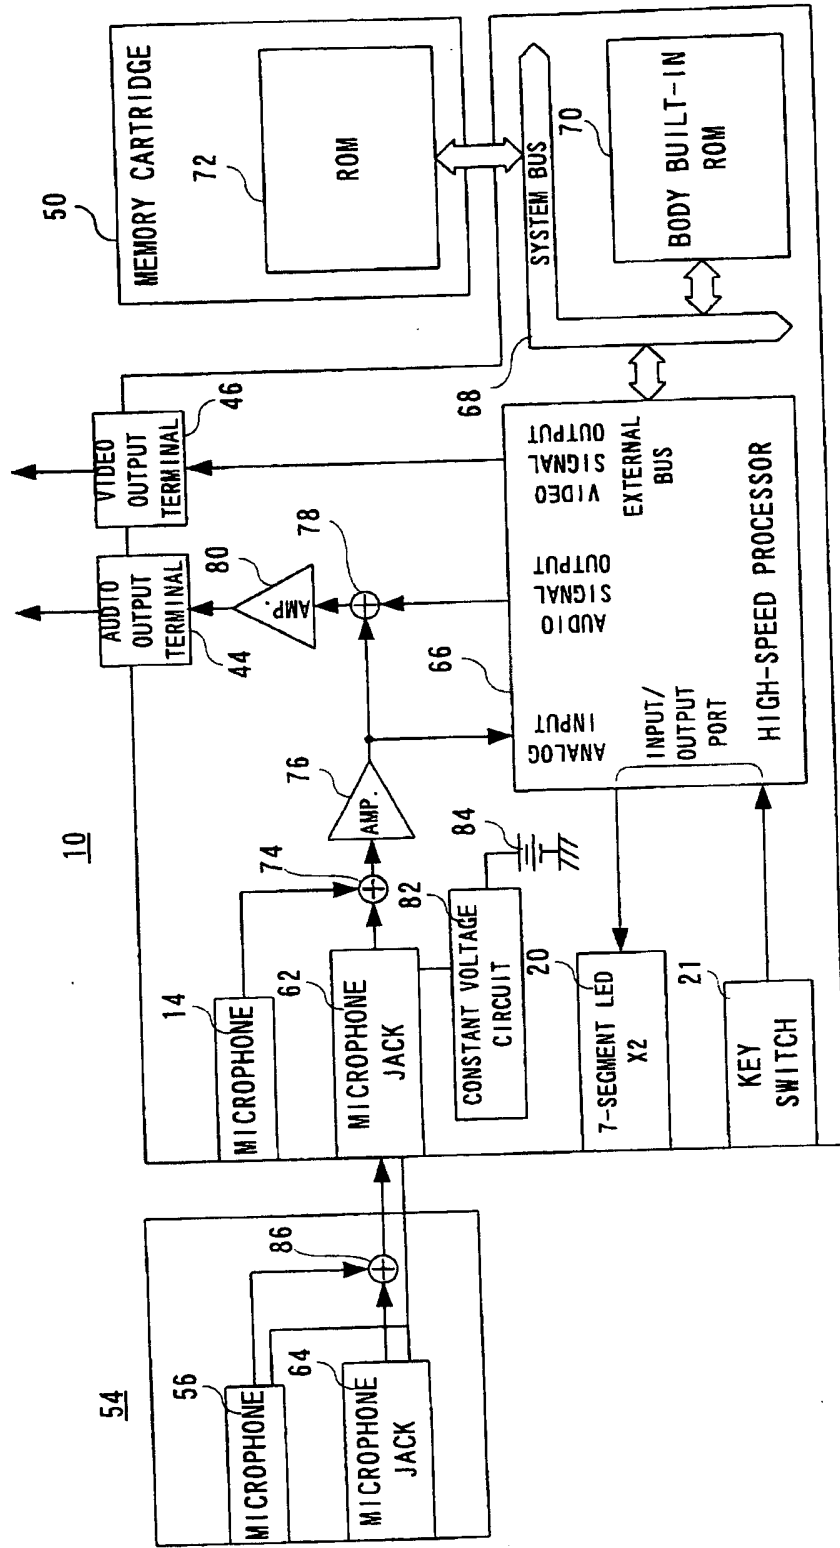 50
MEMORY CARTRIDGE
72
ROM
SYSTEM BUS
70
BODY BUILT-IN
ROM
68
VIDEO
OUTPUT
TERMINAL
46
AUDIO
OUTPUT
TERMINAL
44
80
AMP.
78
VIDEO
SIGNAL
OUTPUT
EXTERNAL
BUS
AUDIO
SIGNAL
OUTPUT
66
ANALOG
INPUT
INPUT/
OUTPUT
PORT
HIGH-SPEED PROCESSOR
10
76
AMP.
74
84
82
CONSTANT VOLTAGE
CIRCUIT
14
MICROPHONE
62
MICROPHONE
JACK
20
7-SEGMENT LED
X2
21
KEY
SWITCH
54
86
56
MICROPHONE
64
MICROPHONE
JACK